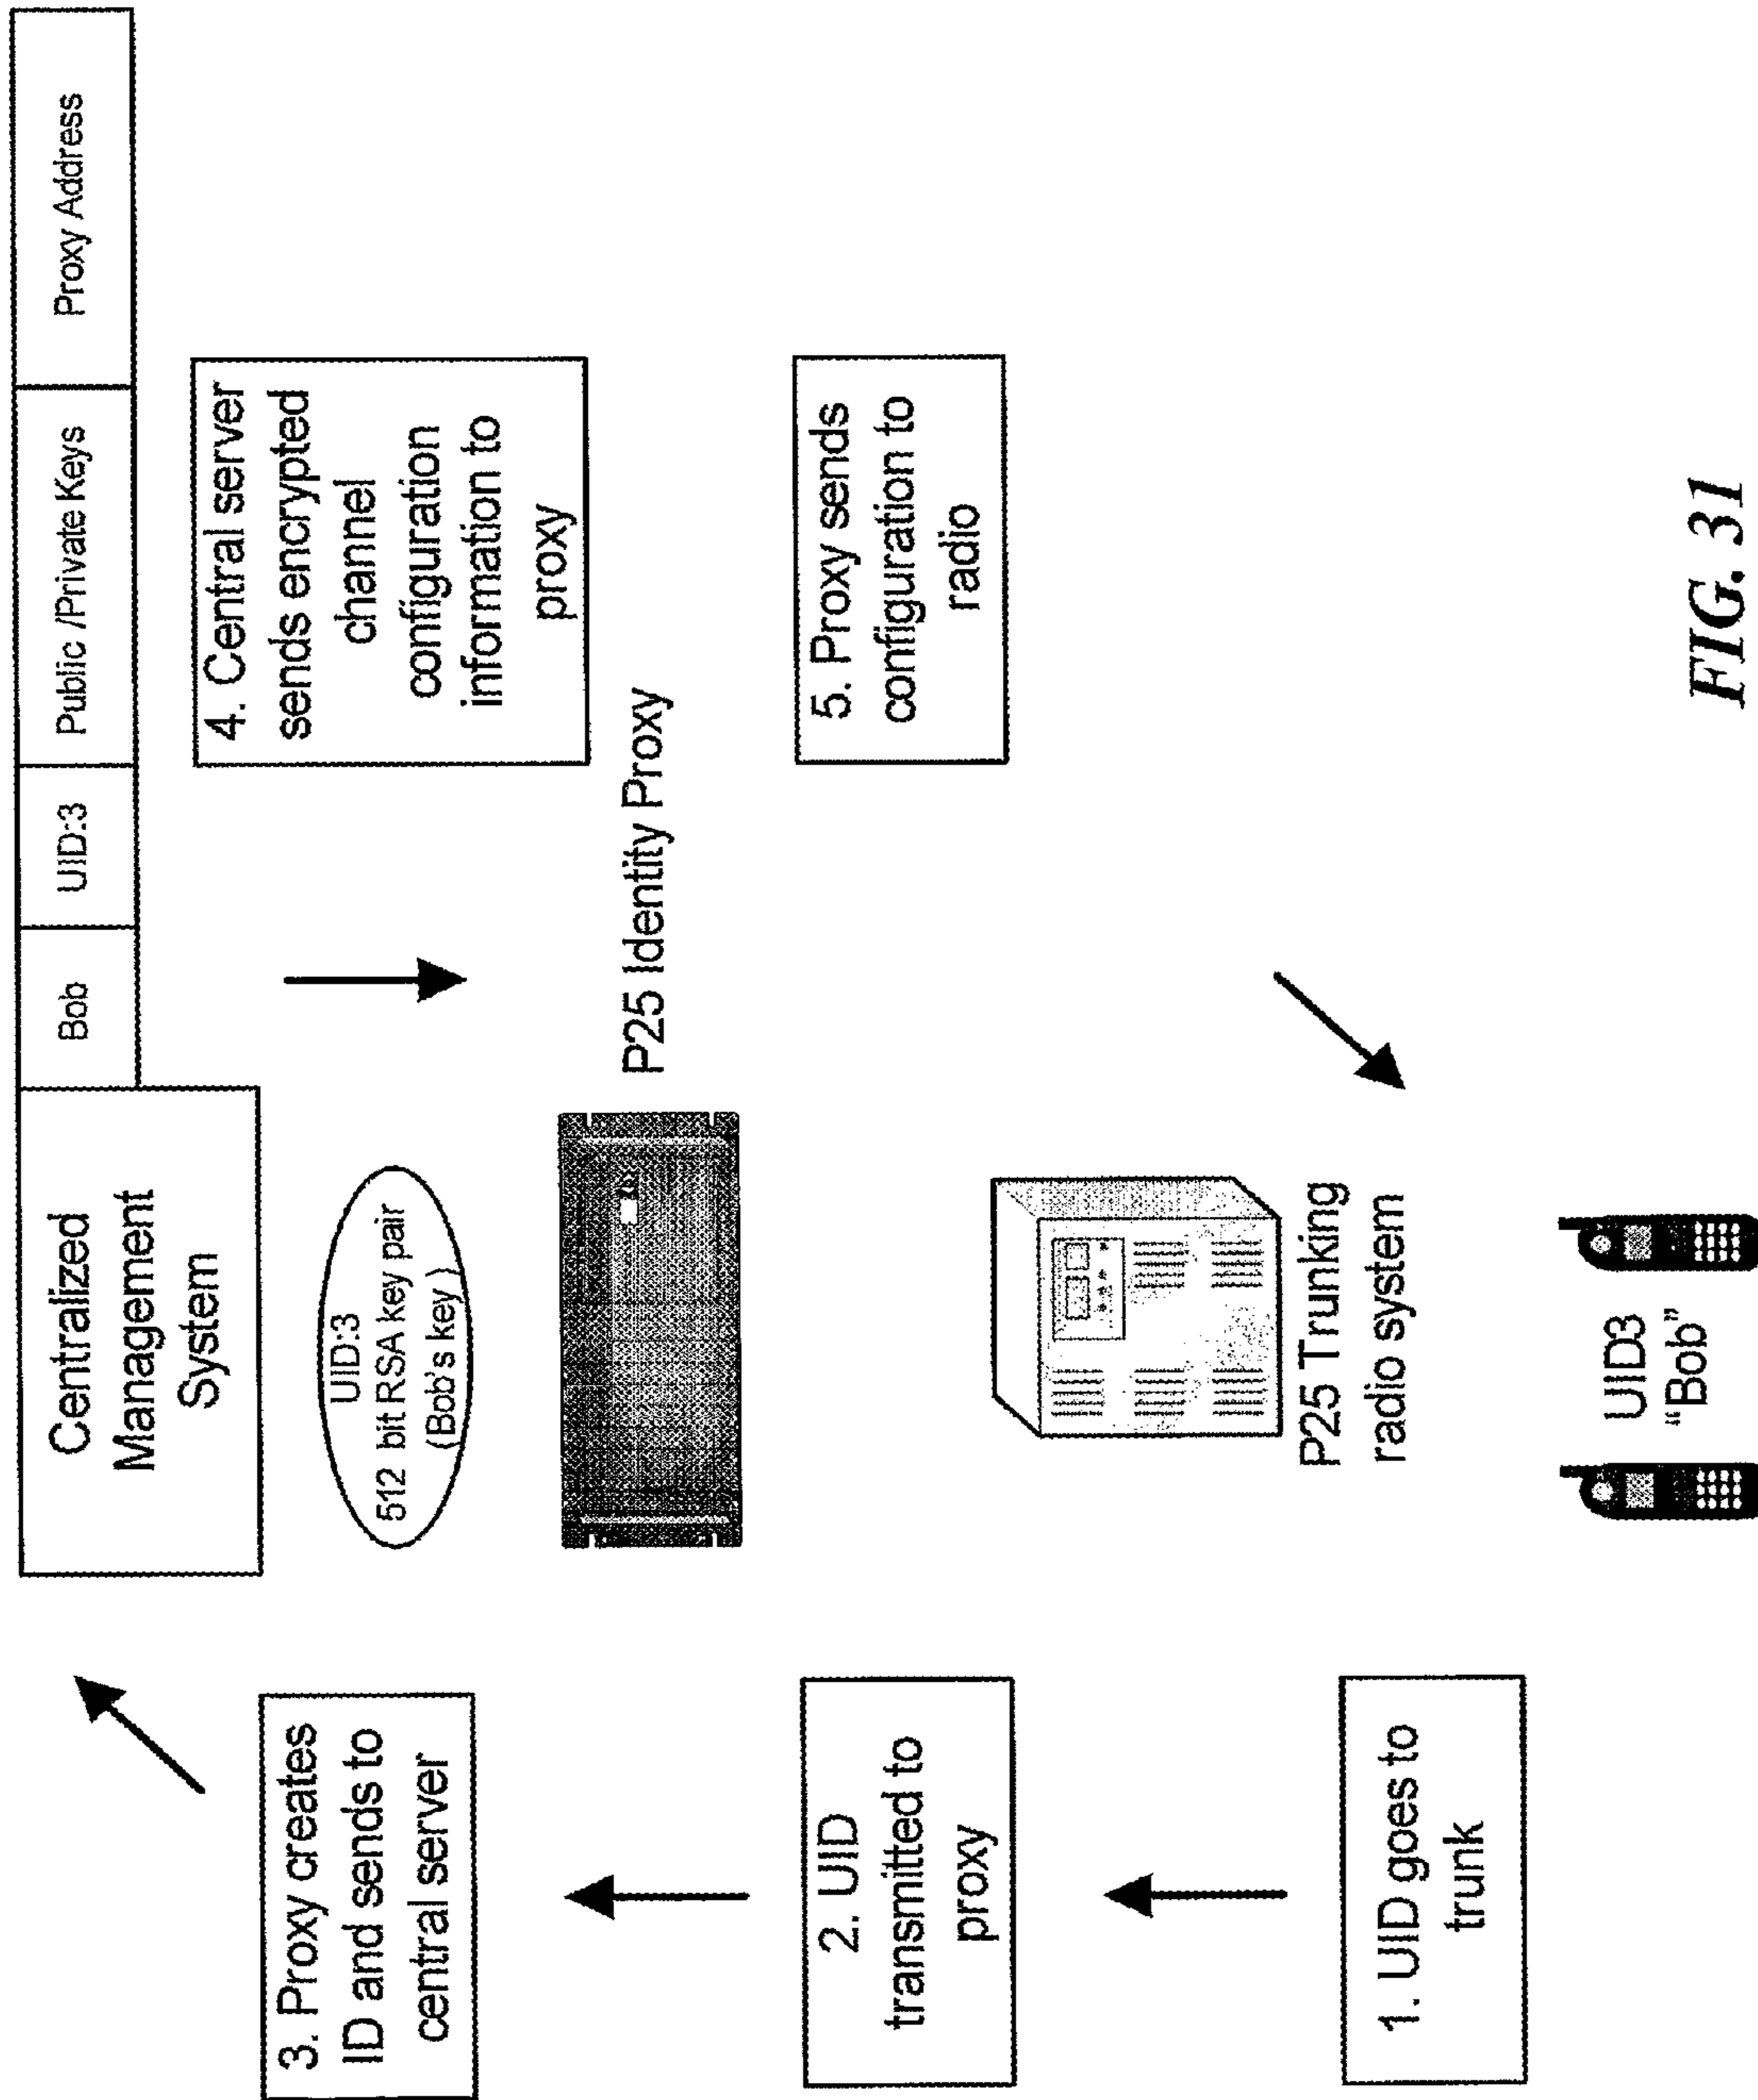 Centralized
Management
System
Bob
UID:3
Public /Private Keys
Proxy Address
3. Proxy creates
ID and sends to
central server
UID:3
512 bit RSA key pair
(Bob's key)
4. Central server
sends encrypted
channel
configuration
information to
proxy
P25 Identity Proxy
2. UID
transmitted to
proxy
5. Proxy sends
configuration to
radio
P25 Trunking
radio system
1. UID goes to
trunk
UID3
“Bob”
FIG. 31